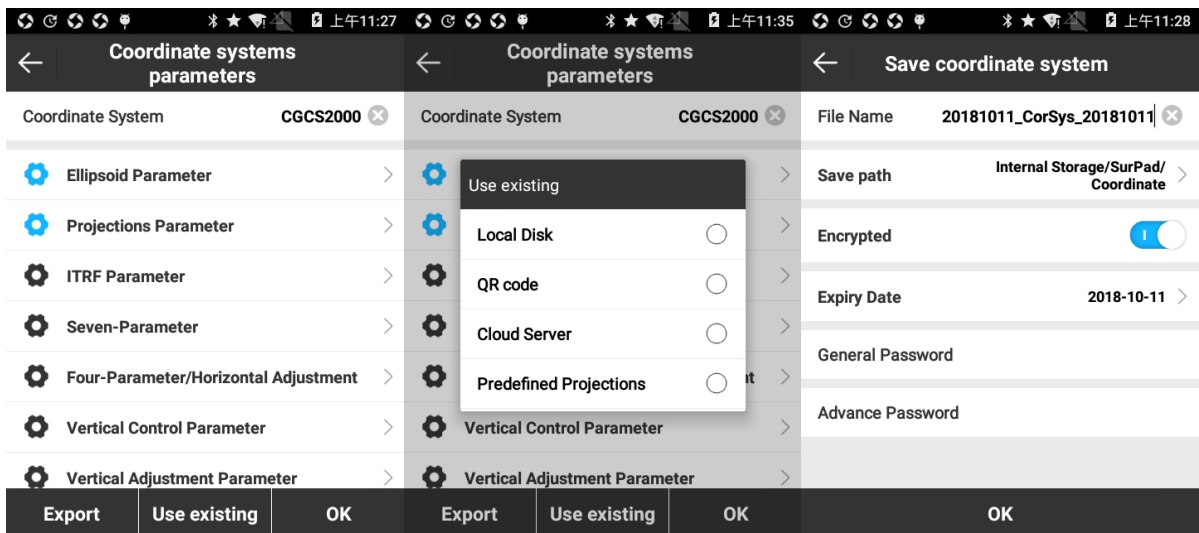 上午11:27
Coordinate systems
parameters
Coordinate System CGCS2000
Ellipsoid Parameter
Projections Parameter
ITRF Parameter
Seven-Parameter
Four-Parameter/Horizontal Adjustment
Vertical Control Parameter
Vertical Adjustment Parameter
Export Use existing OK
上午11:35
Coordinate systems
parameters
Coordinate System CGCS2000
Use existing
Local Disk
QR code
Cloud Server
Predefined Projections
nt
Vertical Control Parameter
Vertical Adjustment Parameter
Export Use existing OK
上午11:28
Save coordinate system
File Name 20181011_CorSys_20181011
Save path Internal Storage/SurPad/
Coordinate
Encrypted I
Expiry Date 2018-10-11
General Password
Advance Password
OK